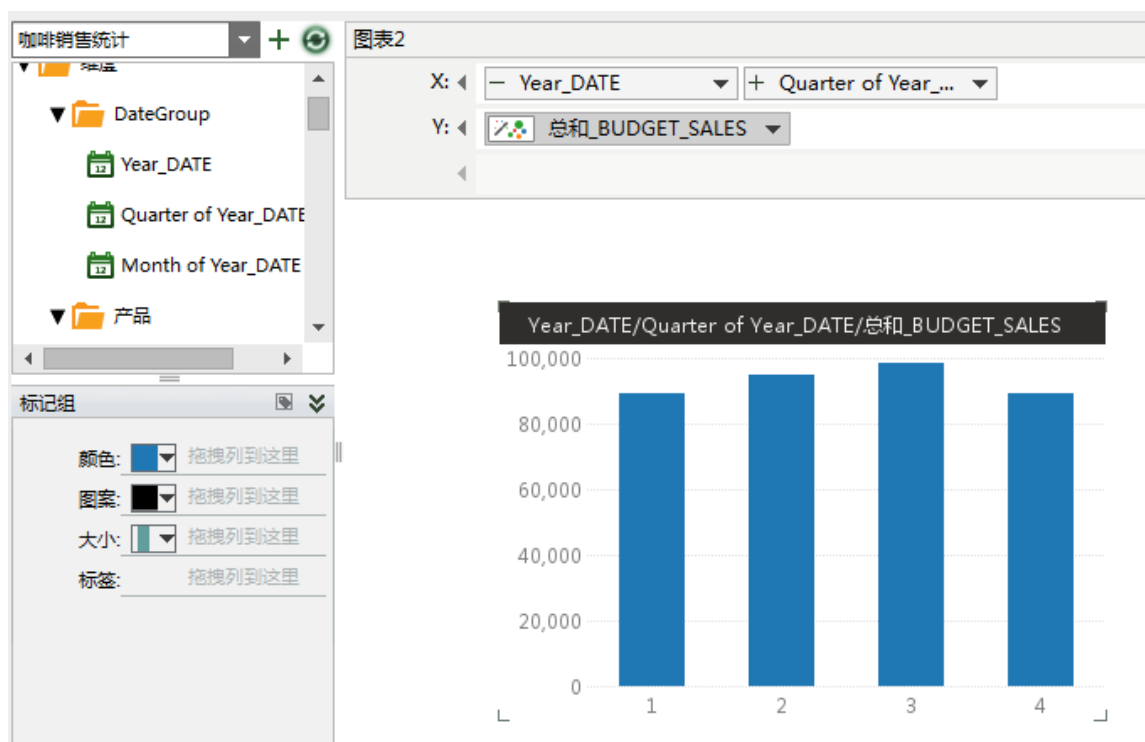 咖啡销售统计
维度
DateGroup
Year_DATE
Quarter of Year_DATE
Month of Year_DATE
产品
标记组
颜色: 拖拽列到这里
图案: 拖拽列到这里
大小: 拖拽列到这里
标签: 拖拽列到这里
图表2
X: Year_DATE Quarter of Year_...
Y: 总和_BUDGET_SALES
Year_DATE/Quarter of Year_DATE/总和_BUDGET_SALES
100,000
80,000
60,000
40,000
20,000
0
1 2 3 4